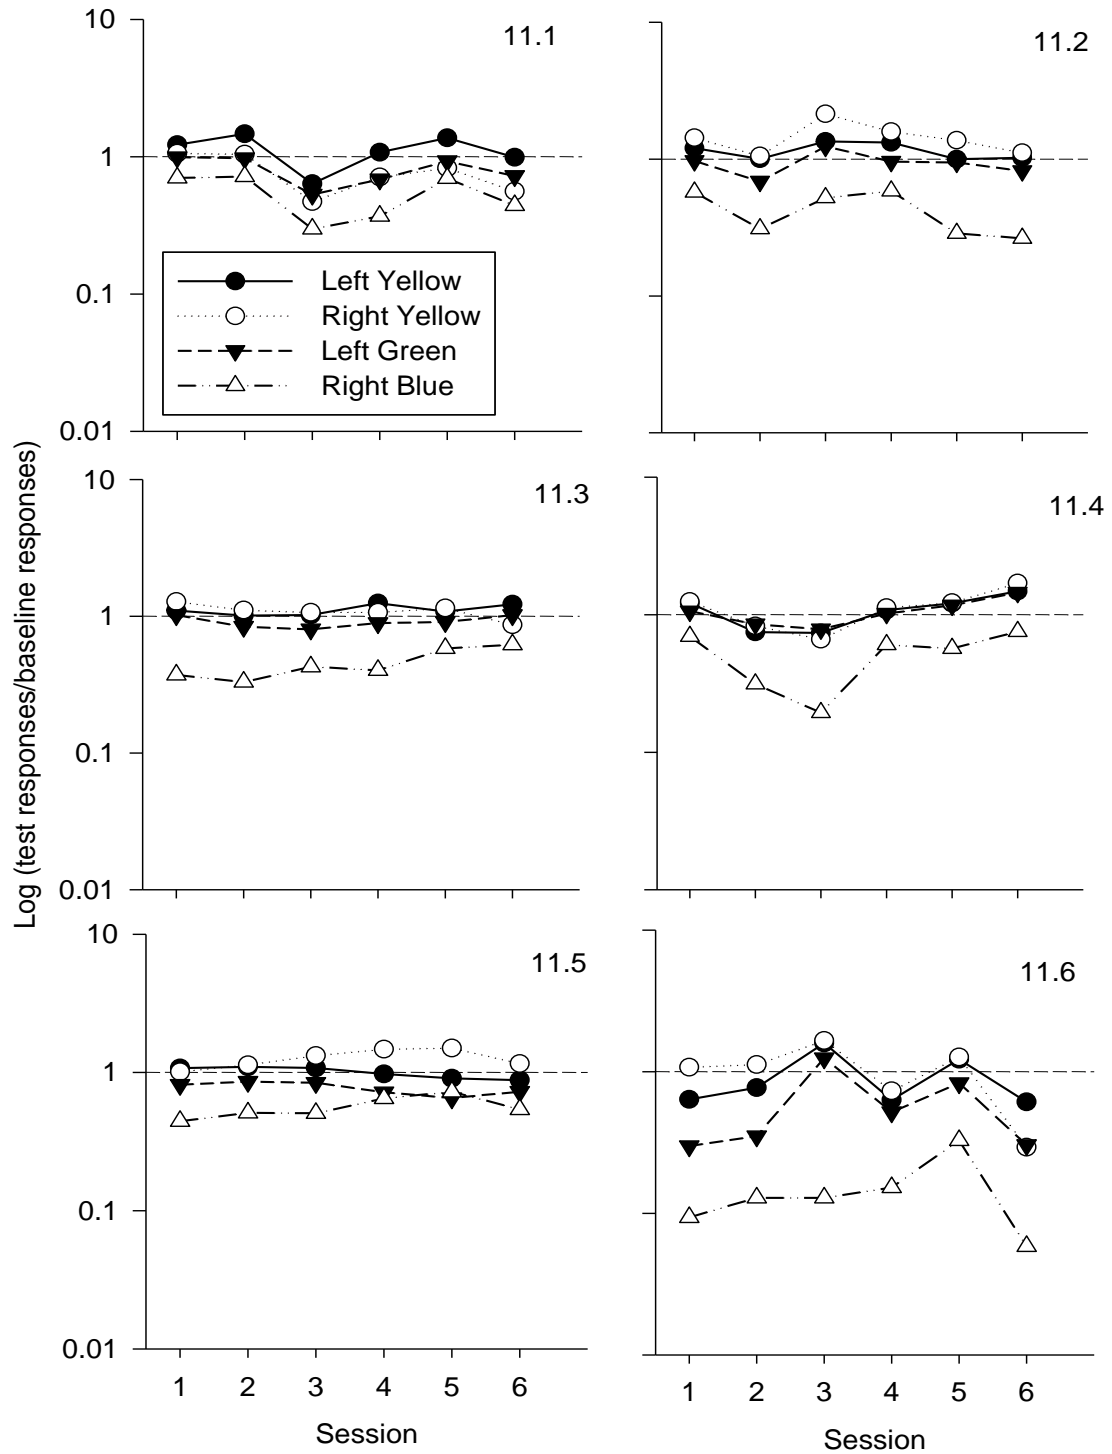 10
1
0.1
0.01
11.1
Left Yellow
Right Yellow
Left Green
Right Blue
11.2
Log (test responses/baseline responses)
10
1
0.1
0.01
11.3
11.4
10
1
0.1
0.01
11.5
1 2 3 4 5 6
Session
11.6
1 2 3 4 5 6
Session